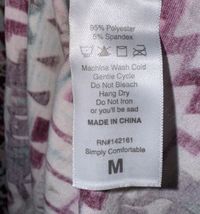 95% Polyester
5% Spandex
Machine Wash Cold
Gentle Cycle
Do Not Bleach
Hang Dry
Do Not Iron
or you'll be sad
MADE IN CHINA
RN#142161
Simply Comfortable
M